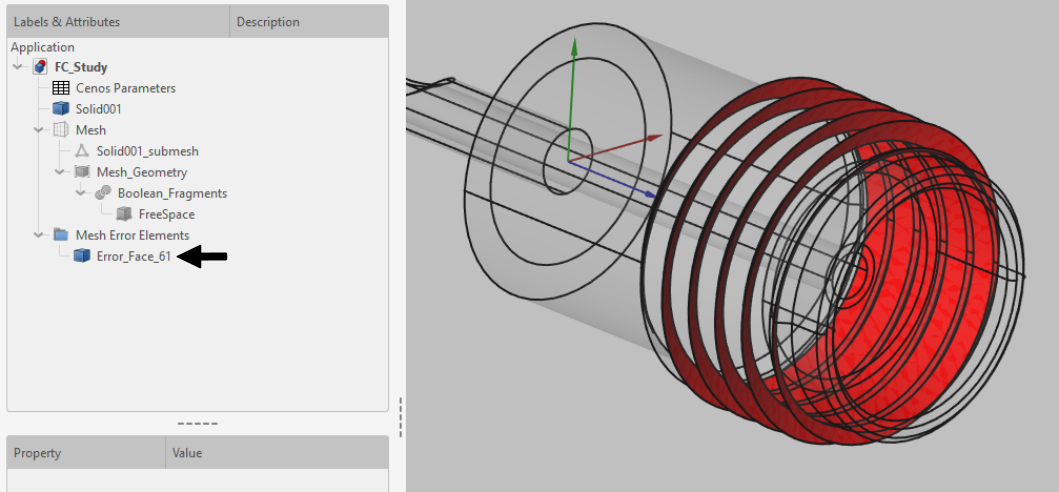 Labels & Attributes Description
Application
FC_Study
Cenos Parameters
Solid001
Mesh
Solid001_submesh
Mesh_Geometry
Boolean_Fragments
FreeSpace
Mesh Error Elements
Error_Face_61
Property Value